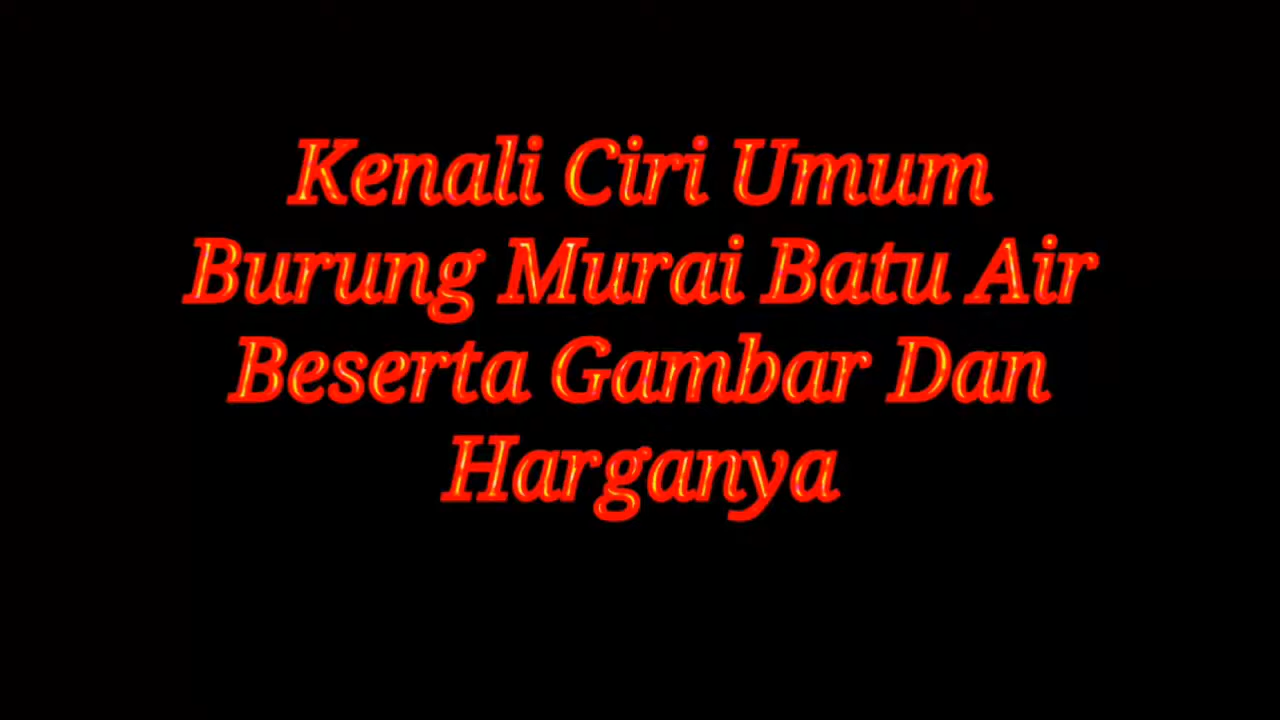 Kenali Ciri Umum
Burung Murai Batu Air
Beserta Gambar Dan
Harganya